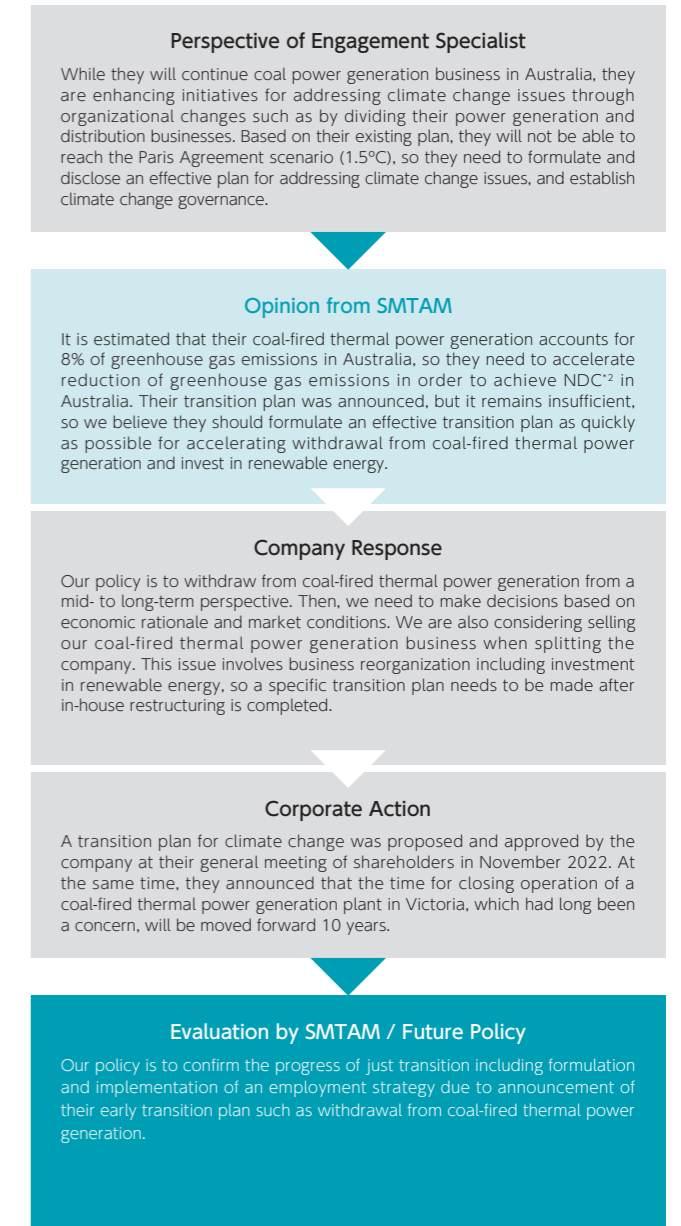 Perspective of Engagement Specialist
While they will continue coal power generation business in Australia, they
are enhancing initiatives for addressing climate change issues through
organizational changes such as by dividing their power generation and
distribution businesses. Based on their existing plan, they will not be able to
reach the Paris Agreement scenario (1.5°C), so they need to formulate and
disclose an effective plan for addressing climate change issues, and establish
climate change governance.
Opinion from SMTAM
It is estimated that their coal-fired thermal power generation accounts for
8% of greenhouse gas emissions in Australia, so they need to accelerate
reduction of greenhouse gas emissions in order to achieve NDC*2 in
Australia. Their transition plan was announced, but it remains insufficient,
so we believe they should formulate an effective transition plan as quickly
as possible for accelerating withdrawal from coal-fired thermal power
generation and invest in renewable energy.
Company Response
Our policy is to withdraw from coal-fired thermal power generation from a
mid- to long-term perspective. Then, we need to make decisions based on
economic rationale and market conditions. We are also considering selling
our coal-fired thermal power generation business when splitting the
company. This issue involves business reorganization including investment
in renewable energy, so a specific transition plan needs to be made after
in-house restructuring is completed.
Corporate Action
A transition plan for climate change was proposed and approved by the
company at their general meeting of shareholders in November 2022. At
the same time, they announced that the time for closing operation of a
coal-fired thermal power generation plant in Victoria, which had long been
a concern, will be moved forward 10 years.
Evaluation by SMTAM / Future Policy
Our policy is to confirm the progress of just transition including formulation
and implementation of an employment strategy due to announcement of
their early transition plan such as withdrawal from coal-fired thermal power
generation.